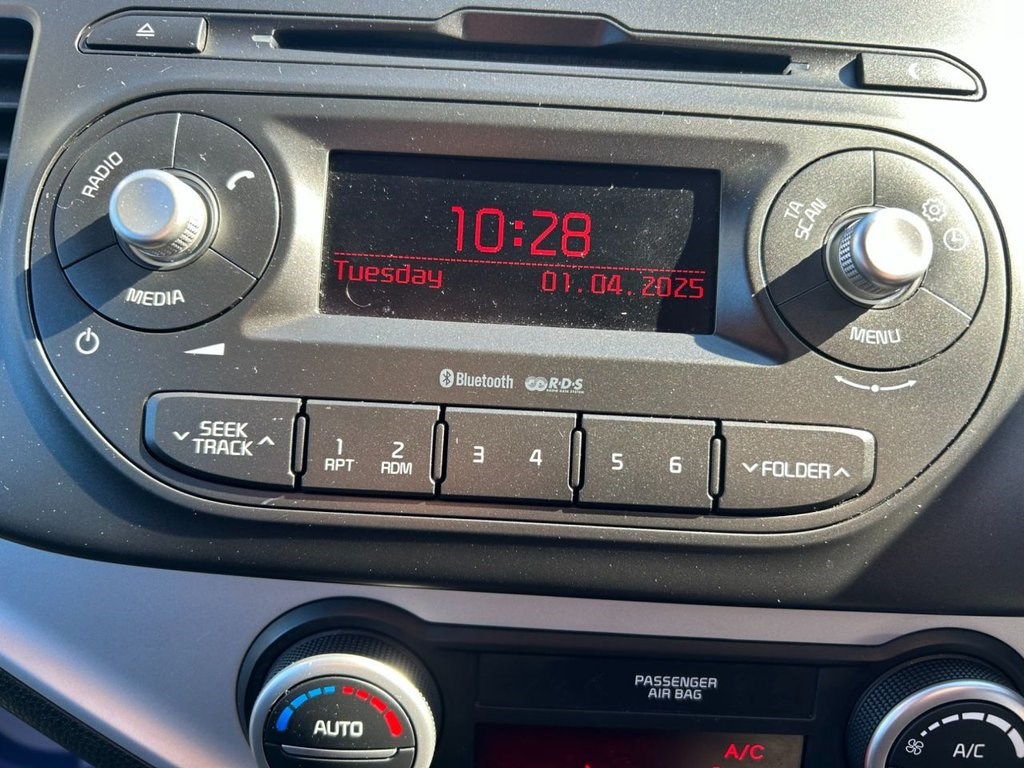 RADIO
MEDIA
10:28
Tuesday 01.04.2025
TA
SCAN
MENU
Bluetooth R·D·S
SEEK
TRACK
1
RPT
2
RDM
3
4
5
6
FOLDER
PASSENGER
AIR BAG
AUTO
A/C
A/C